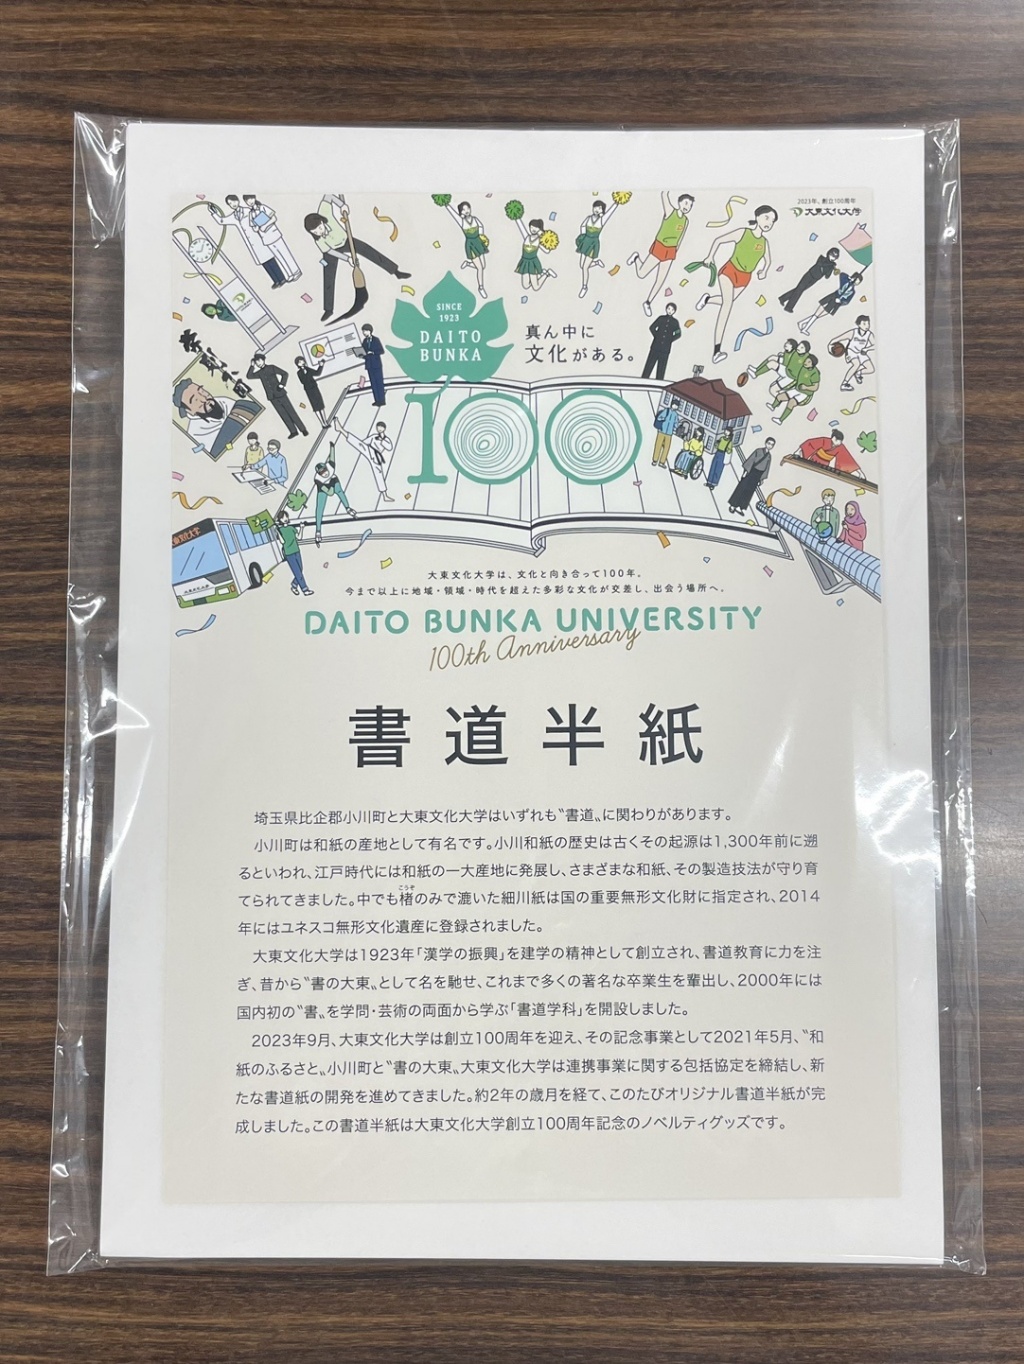 2023年、創立100周年
大東文化大学
SINCE
1923
DAITO
BUNKA
真ん中に
文化がある。
100
大東文化大学は、文化と向き合って100年。
今まで以上に地域・領域・時代を超えた多彩な文化が交差し、出会う場所へ。
DAITO BUNKA UNIVERSITY
100th Anniversary
書道半紙
埼玉県比企郡小川町と大東文化大学はいずれも〝書道〟に関わりがあります。
小川町は和紙の産地として有名です。小川和紙の歴史は古くその起源は1,300年前に遡
るといわれ、江戸時代には和紙の一大産地に発展し、さまざまな和紙、その製造技法が守り育
こうぞ
てられてきました。中でも楮のみで漉いた細川紙は国の重要無形文化財に指定され、2014
年にはユネスコ無形文化遺産に登録されました。
大東文化大学は1923年「漢学の振興」を建学の精神として創立され、書道教育に力を注
ぎ、昔から〝書の大東〟として名を馳せ、これまで多くの著名な卒業生を輩出し、2000年には
国内初の〝書〟を学問・芸術の両面から学ぶ「書道学科」を開設しました。
2023年9月、大東文化大学は創立100周年を迎え、その記念事業として2021年5月、〝和
紙のふるさと〟小川町と〝書の大東〟大東文化大学は連携事業に関する包括協定を締結し、新
たな書道紙の開発を進めてきました。約2年の歳月を経て、このたびオリジナル書道半紙が完
成しました。この書道半紙は大東文化大学創立100周年記念のノベルティグッズです。